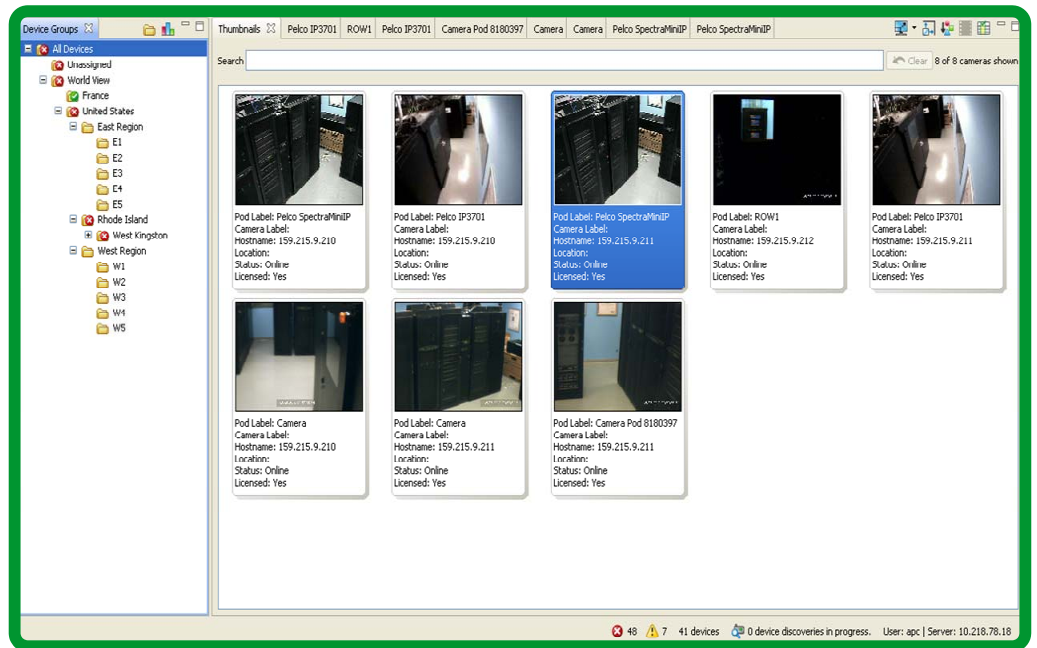 Device Groups
Thumbnails Pelco IP3701 ROW1 Pelco IP3701 Camera Pod 8180397 Camera Camera Pelco SpectraMiniIP Pelco SpectraMiniIP
Search Clear 8 of 8 cameras shown
All Devices
Unassigned
World View
France
United States
East Region
E1
E2
E3
E4
E5
Rhode Island
West Kingston
West Region
W1
W2
W3
W4
W5
Pod Label: Pelco SpectraMiniIP
Camera Label:
Hostname: 159.215.9.210
Location:
Status: Online
Licensed: Yes
Pod Label: Pelco IP3701
Camera Label:
Hostname: 159.215.9.210
Location:
Status: Online
Licensed: Yes
Pod Label: Pelco SpectraMiniIP
Camera Label:
Hostname: 159.215.9.211
Location:
Status: Online
Licensed: Yes
Pod Label: ROW1
Camera Label:
Hostname: 159.215.9.212
Location:
Status: Online
Licensed: Yes
Pod Label: Pelco IP3701
Camera Label:
Hostname: 159.215.9.211
Location:
Status: Online
Licensed: Yes
Pod Label: Camera
Camera Label:
Hostname: 159.215.9.210
Location:
Status: Online
Licensed: Yes
Pod Label: Camera
Camera Label:
Hostname: 159.215.9.211
Location:
Status: Online
Licensed: Yes
Pod Label: Camera Pod 8180397
Camera Label:
Hostname: 159.215.9.211
Location:
Status: Online
Licensed: Yes
48 7 41 devices 0 device discoveries in progress. User: apc | Server: 10.218.78.18